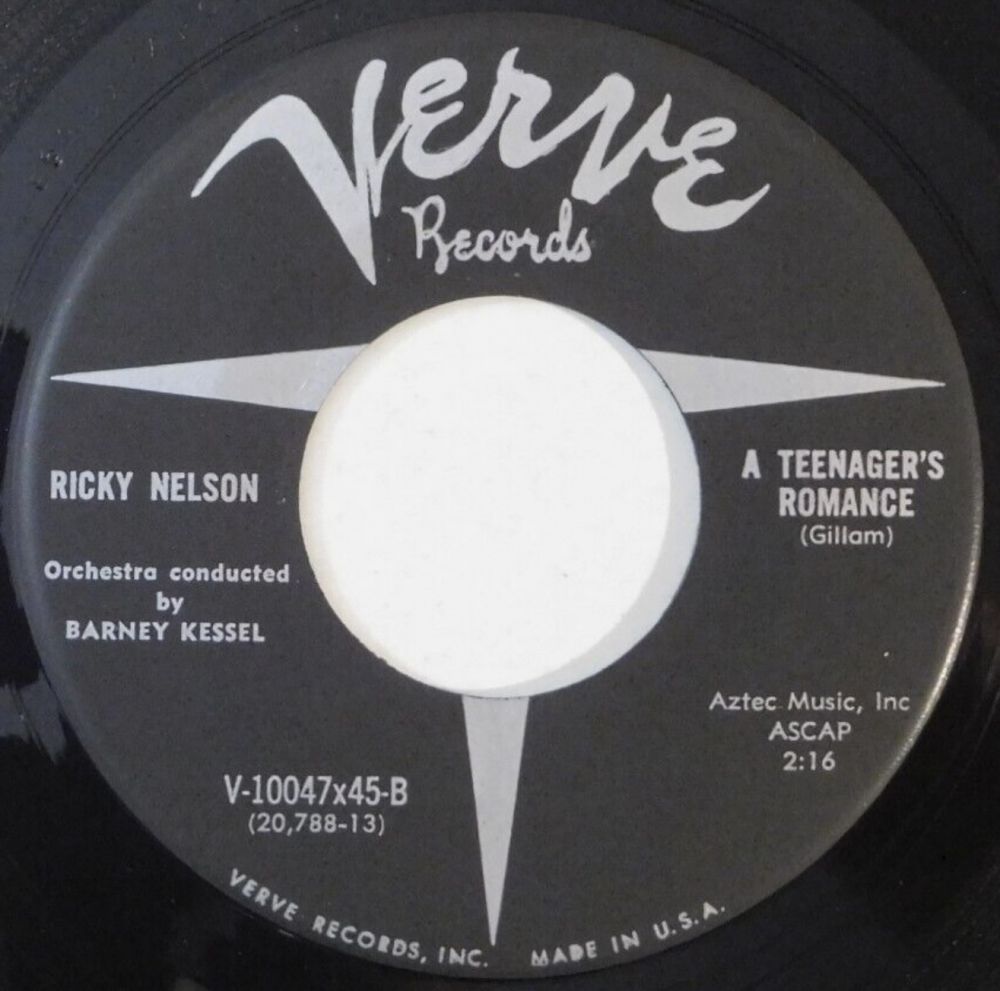 Verve
Records
RICKY NELSON
Orchestra conducted
by
BARNEY KESSEL
A TEENAGER'S
ROMANCE
(Gillam)
Aztec Music, Inc
ASCAP
2:16
V-10047x45-B
(20,788-13)
VERVE RECORDS, INC. MADE IN U.S.A.